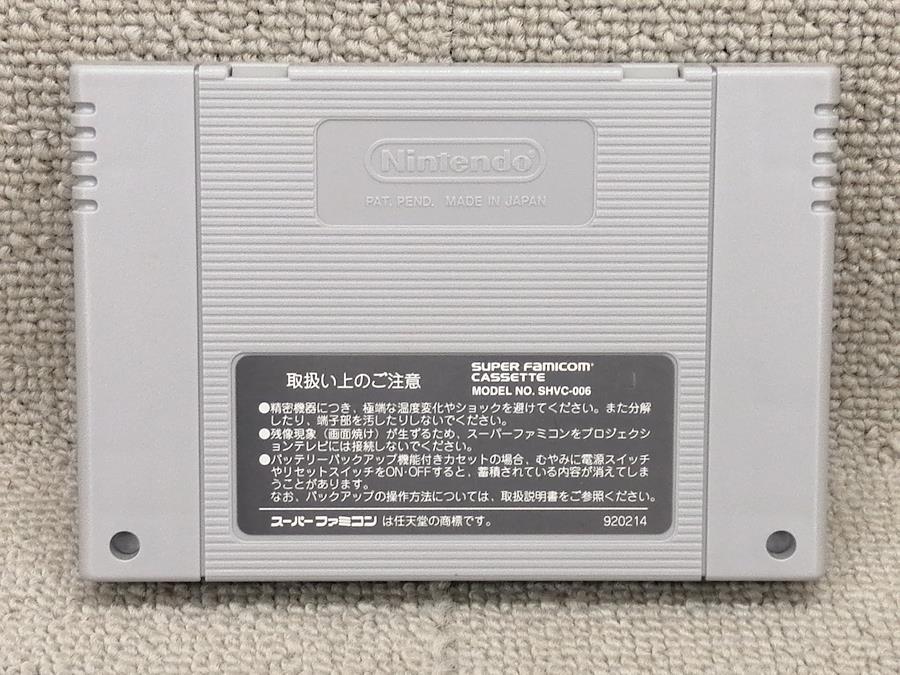 Nintendo®
PAT. PEND. MADE IN JAPAN
取扱い上のご注意
SUPER FAMICOM®
CASSETTE
MODEL NO. SHVC-006
●精密機器につき、極端な温度変化やショックを避けてください。また分解
したり、端子部を汚したりしないでください。
●残像現象（画面焼け）が生ずるため、スーパーファミコンをプロジェクシ
ョンテレビには接続しないでください。
●バッテリーバックアップ機能付きカセットの場合、むやみに電源スイッチ
やリセットスイッチをON·OFFすると、蓄積されている内容が消えてしま
うことがあります。
なお、バックアップの操作方法については、取扱説明書をご参照ください。
スーパーファミコン は任天堂の商標です。 920214